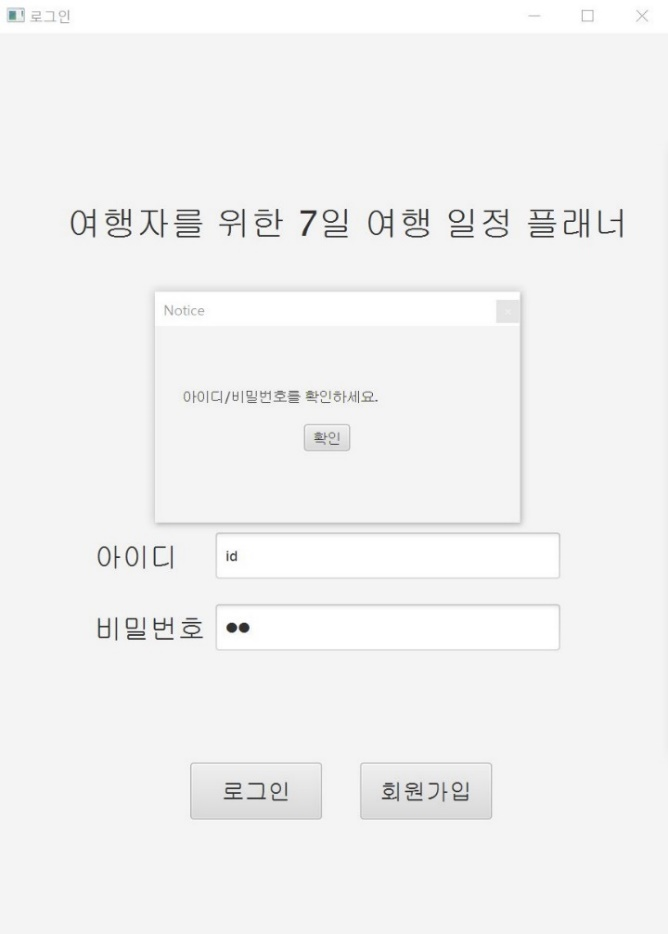 로그인
여행자를 위한 7일 여행 일정 플래너
Notice
아이디/비밀번호를 확인하세요.
확인
아이디 id
비밀번호 ●●
로그인 회원가입